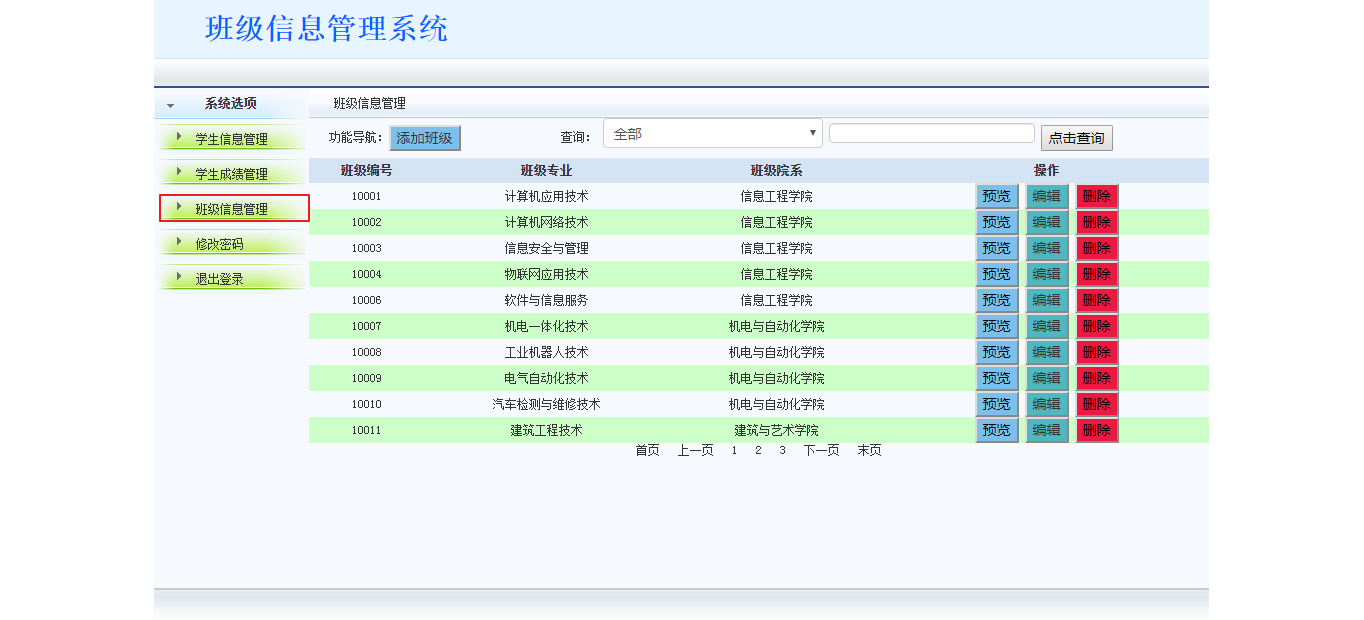 班级信息管理系统
系统选项
班级信息管理
学生信息管理
学生成绩管理
班级信息管理
修改密码
退出登录
功能导航: 添加班级 查询: 全部 点击查询
班级编号 班级专业 班级院系 操作
10001 计算机应用技术 信息工程学院 预览 编辑 删除
10002 计算机网络技术 信息工程学院 预览 编辑 删除
10003 信息安全与管理 信息工程学院 预览 编辑 删除
10004 物联网应用技术 信息工程学院 预览 编辑 删除
10006 软件与信息服务 信息工程学院 预览 编辑 删除
10007 机电一体化技术 机电与自动化学院 预览 编辑 删除
10008 工业机器人技术 机电与自动化学院 预览 编辑 删除
10009 电气自动化技术 机电与自动化学院 预览 编辑 删除
10010 汽车检测与维修技术 机电与自动化学院 预览 编辑 删除
10011 建筑工程技术 建筑与艺术学院 预览 编辑 删除
首页 上一页 1 2 3 下一页 末页